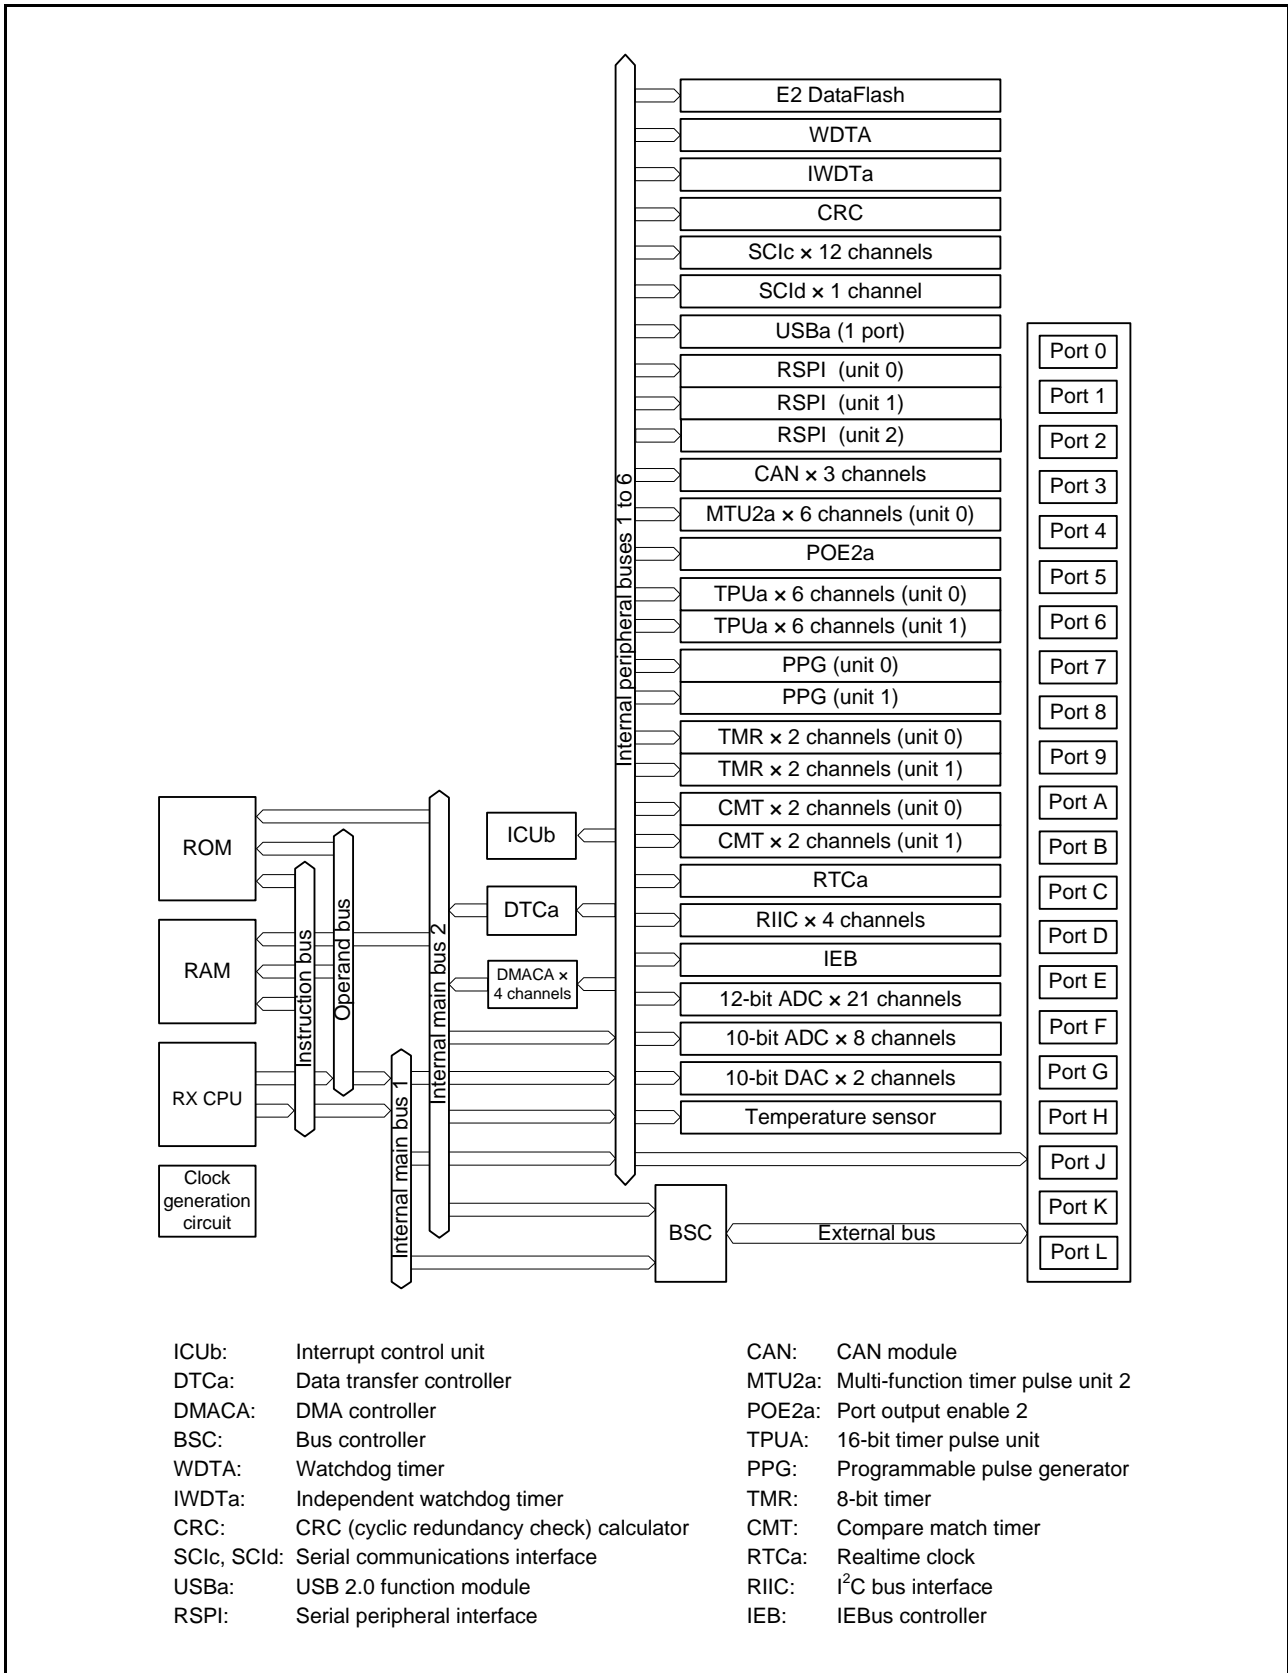 E2 DataFlash
WDTA
IWDTa
CRC
SCIc × 12 channels
SCId × 1 channel
USBa (1 port)
RSPI (unit 0)
RSPI (unit 1)
RSPI (unit 2)
CAN × 3 channels
MTU2a × 6 channels (unit 0)
POE2a
TPUa × 6 channels (unit 0)
TPUa × 6 channels (unit 1)
PPG (unit 0)
PPG (unit 1)
TMR × 2 channels (unit 0)
TMR × 2 channels (unit 1)
CMT × 2 channels (unit 0)
CMT × 2 channels (unit 1)
RTCa
RIIC × 4 channels
IEB
12-bit ADC × 21 channels
10-bit ADC × 8 channels
10-bit DAC × 2 channels
Temperature sensor
Port 0
Port 1
Port 2
Port 3
Port 4
Port 5
Port 6
Port 7
Port 8
Port 9
Port A
Port B
Port C
Port D
Port E
Port F
Port G
Port H
Port J
Port K
Port L
Internal peripheral buses 1 to 6
ROM
RAM
RX CPU
Clock
generation
circuit
Instruction bus
Operand bus
Internal main bus 1
Internal main bus 2
ICUb
DTCa
DMACA ×
4 channels
BSC
External bus
ICUb: Interrupt control unit
DTCa: Data transfer controller
DMACA: DMA controller
BSC: Bus controller
WDTA: Watchdog timer
IWDTa: Independent watchdog timer
CRC: CRC (cyclic redundancy check) calculator
SCIc, SCId: Serial communications interface
USBa: USB 2.0 function module
RSPI: Serial peripheral interface
CAN: CAN module
MTU2a: Multi-function timer pulse unit 2
POE2a: Port output enable 2
TPUA: 16-bit timer pulse unit
PPG: Programmable pulse generator
TMR: 8-bit timer
CMT: Compare match timer
RTCa: Realtime clock
RIIC: I²C bus interface
IEB: IEBus controller